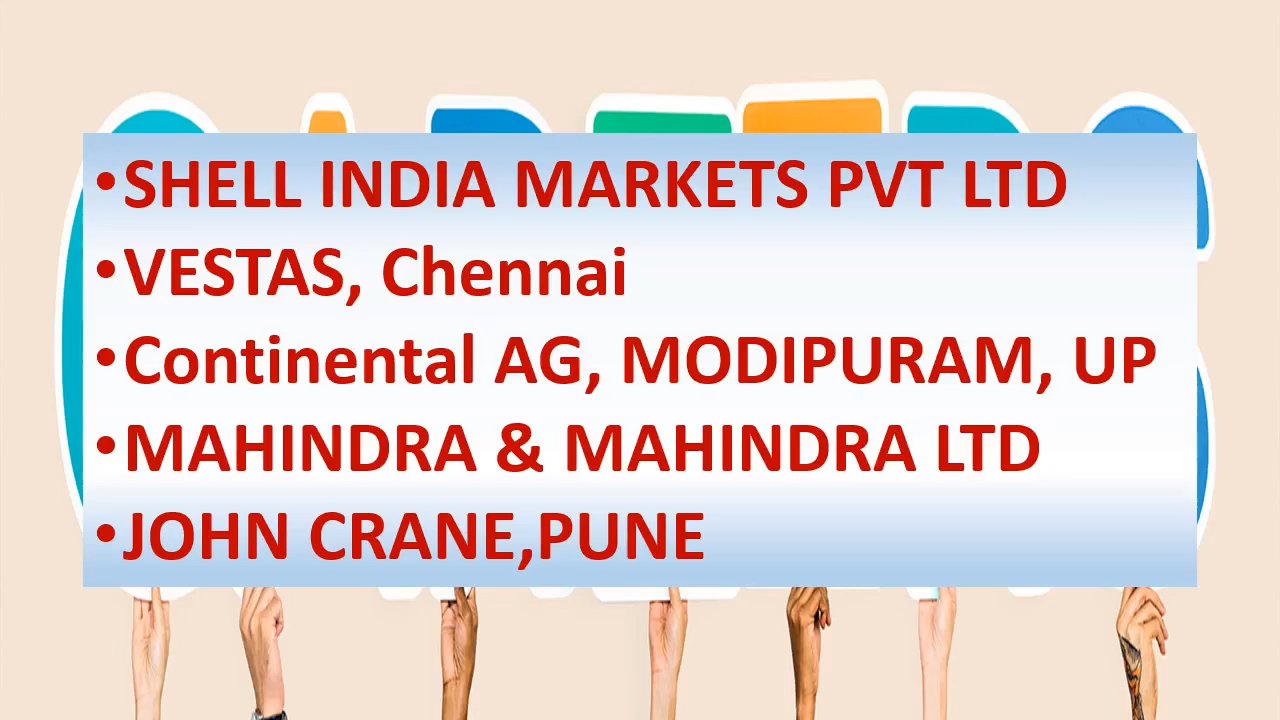 •SHELL INDIA MARKETS PVT LTD
•VESTAS, Chennai
•Continental AG, MODIPURAM, UP
•MAHINDRA & MAHINDRA LTD
•JOHN CRANE,PUNE